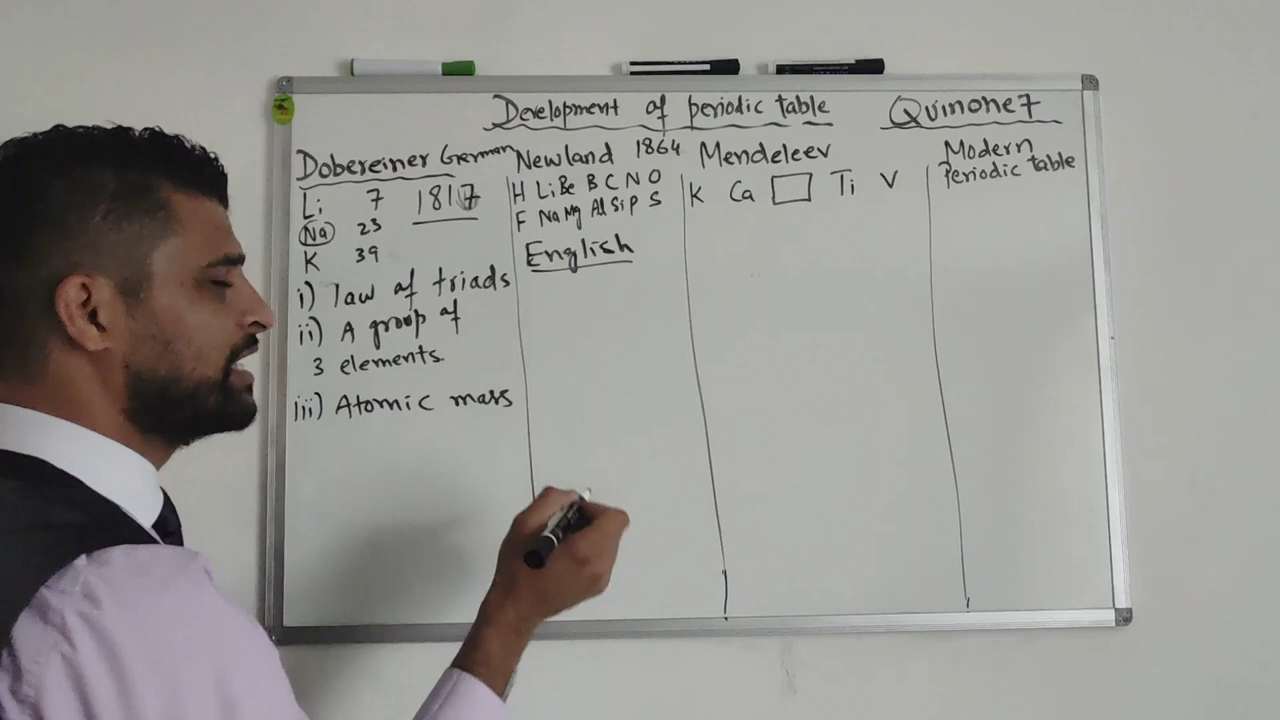 Development of periodic table
Quinone7
Dobereiner German
Li 7 1817
Na 23
K 39
i) law of triads
ii) A group of
3 elements.
iii) Atomic mass
Newland 1864
H Li Be B C N O
F Na Mg Al Si P S
English
Mendeleev
K Ca Ti V
Modern
Periodic table